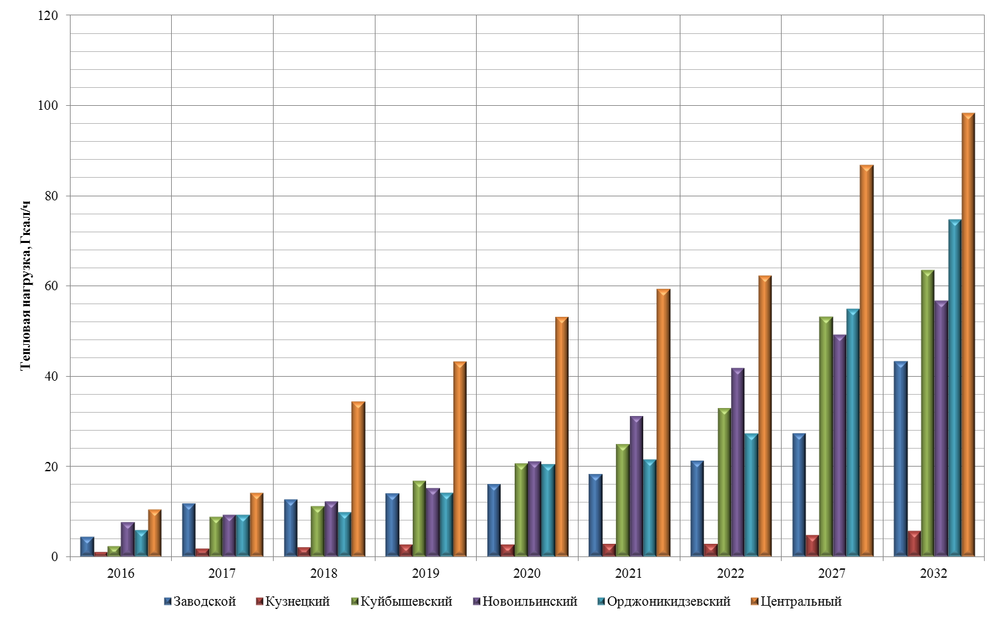 Тепловая нагрузка, Гкал/ч
120
100
80
60
40
20
0
2016 2017 2018 2019 2020 2021 2022 2027 2032
Заводской Кузнецкий Куйбышевский Новоильинский Орджоникидзевский Центральный